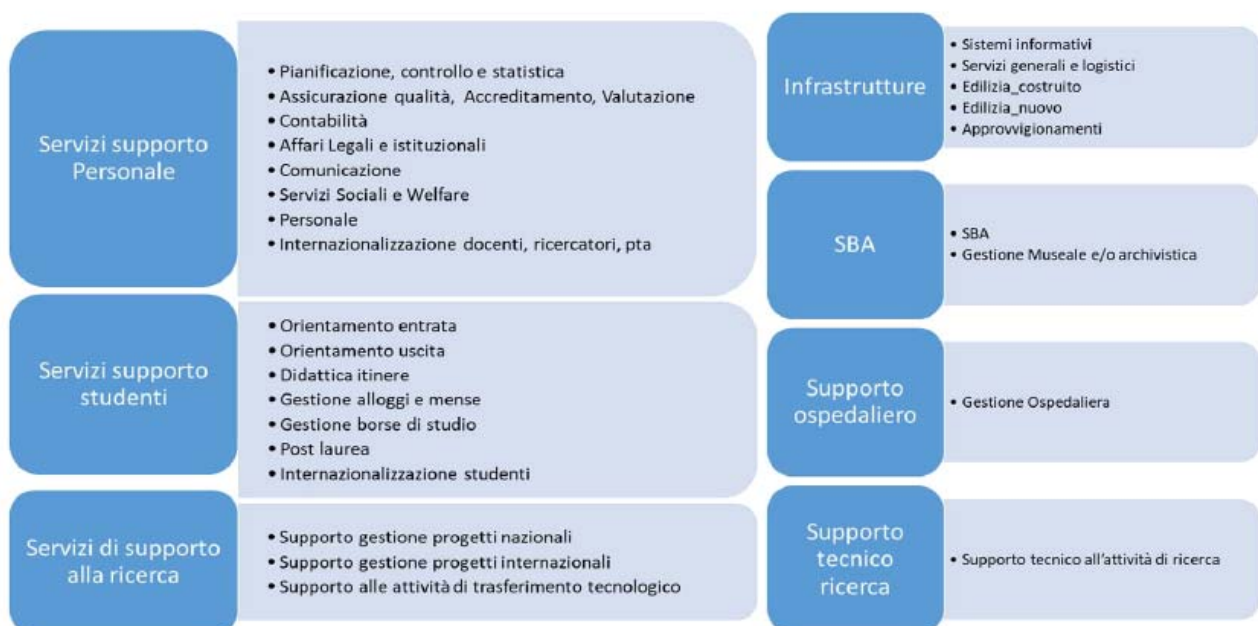 Servizi supporto
Personale
• Pianificazione, controllo e statistica
• Assicurazione qualità, Accreditamento, Valutazione
• Contabilità
• Affari Legali e istituzionali
• Comunicazione
• Servizi Sociali e Welfare
• Personale
• Internazionalizzazione docenti, ricercatori, pta
Servizi supporto
studenti
• Orientamento entrata
• Orientamento uscita
• Didattica itinere
• Gestione alloggi e mense
• Gestione borse di studio
• Post laurea
• Internazionalizzazione studenti
Servizi di supporto
alla ricerca
• Supporto gestione progetti nazionali
• Supporto gestione progetti internazionali
• Supporto alle attività di trasferimento tecnologico
Infrastrutture
• Sistemi informativi
• Servizi generali e logistici
• Edilizia_costruito
• Edilizia_nuovo
• Approvvigionamenti
SBA
• SBA
• Gestione Museale e/o archivistica
Supporto
ospedaliero
• Gestione Ospedaliera
Supporto
tecnico
ricerca
• Supporto tecnico all'attività di ricerca